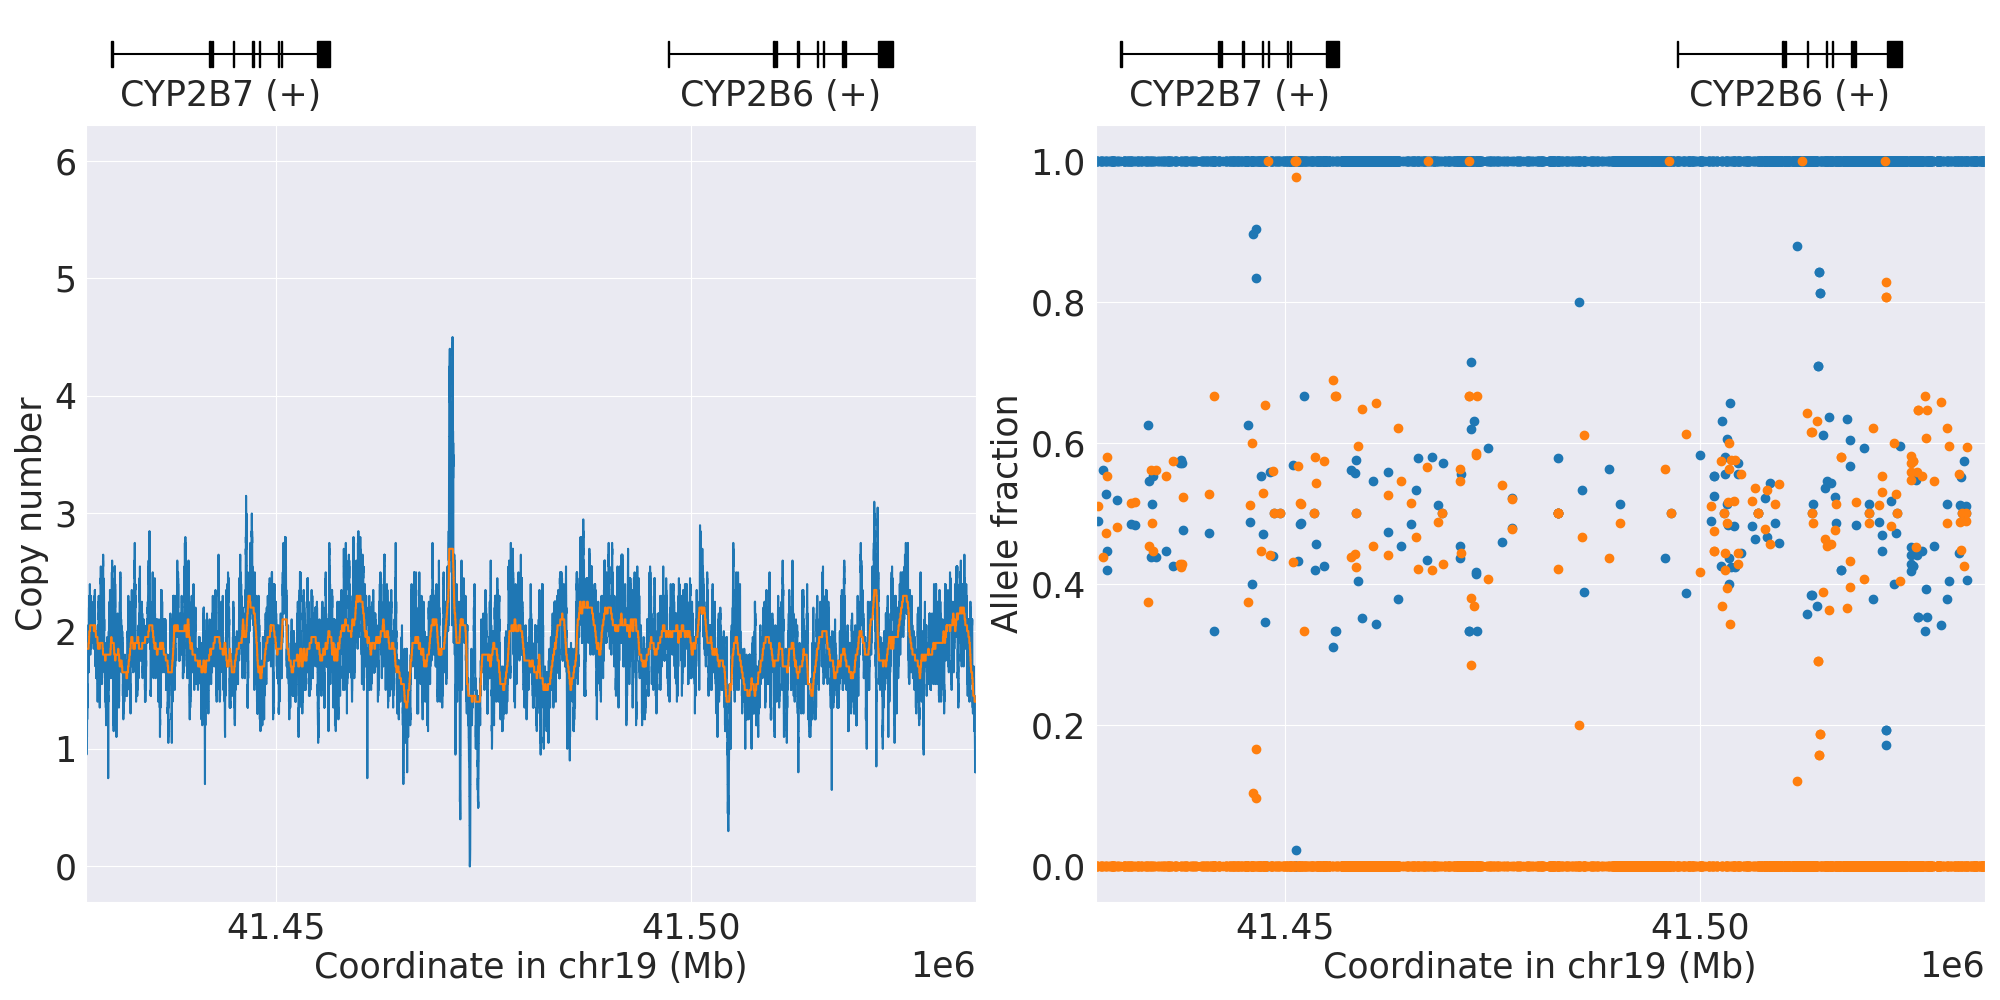 CYP2B7 (+)
CYP2B6 (+)
Copy number
6
5
4
3
2
1
0
41.45
41.50
Coordinate in chr19 (Mb)
1e6
CYP2B7 (+)
CYP2B6 (+)
Allele fraction
1.0
0.8
0.6
0.4
0.2
0.0
41.45
41.50
Coordinate in chr19 (Mb)
1e6